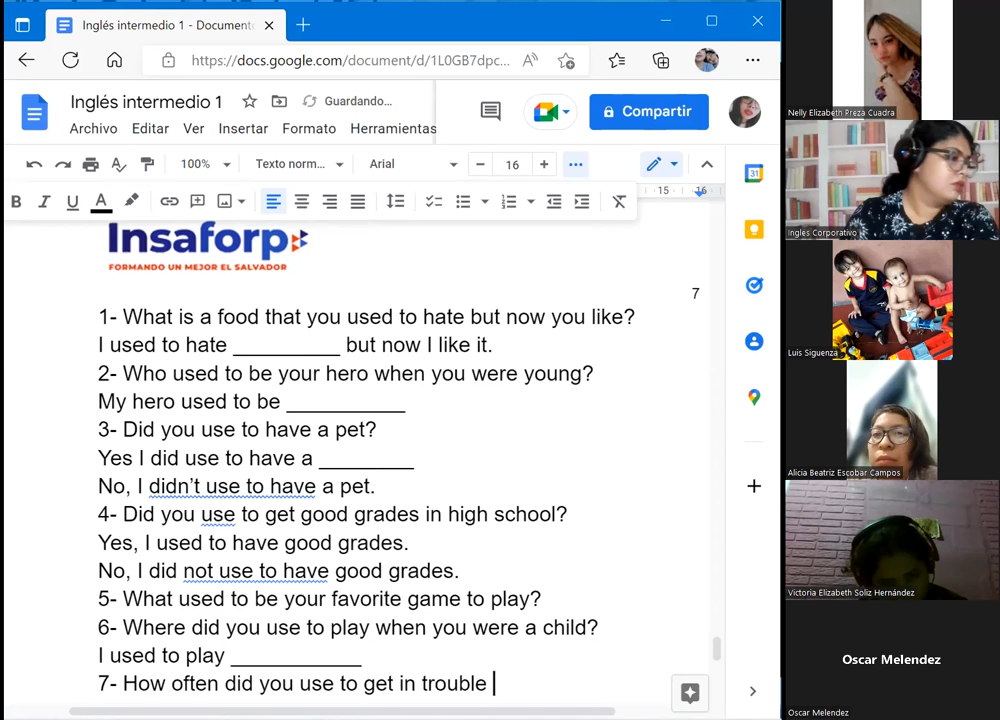 Inglés intermedio 1 - Document
https://docs.google.com/document/d/1L0GB7dpc...
Inglés intermedio 1
Guardando...
Compartir
Archivo Editar Ver Insertar Formato Herramientas
100% Texto norm... Arial 16
B I U A
15 16
31
Insaforp
FORMANDO UN MEJOR EL SALVADOR
7
1- What is a food that you used to hate but now you like?
I used to hate _________ but now I like it.
2- Who used to be your hero when you were young?
My hero used to be __________
3- Did you use to have a pet?
Yes I did use to have a ________
No, I didn't use to have a pet.
4- Did you use to get good grades in high school?
Yes, I used to have good grades.
No, I did not use to have good grades.
5- What used to be your favorite game to play?
6- Where did you use to play when you were a child?
I used to play ___________
7- How often did you use to get in trouble
Nelly Elizabeth Preza Cuadra
Inglés Corporativo
Luis Siguenza
Alicia Beatriz Escobar Campos
Victoria Elizabeth Soliz Hernández
Oscar Melendez
Oscar Melendez